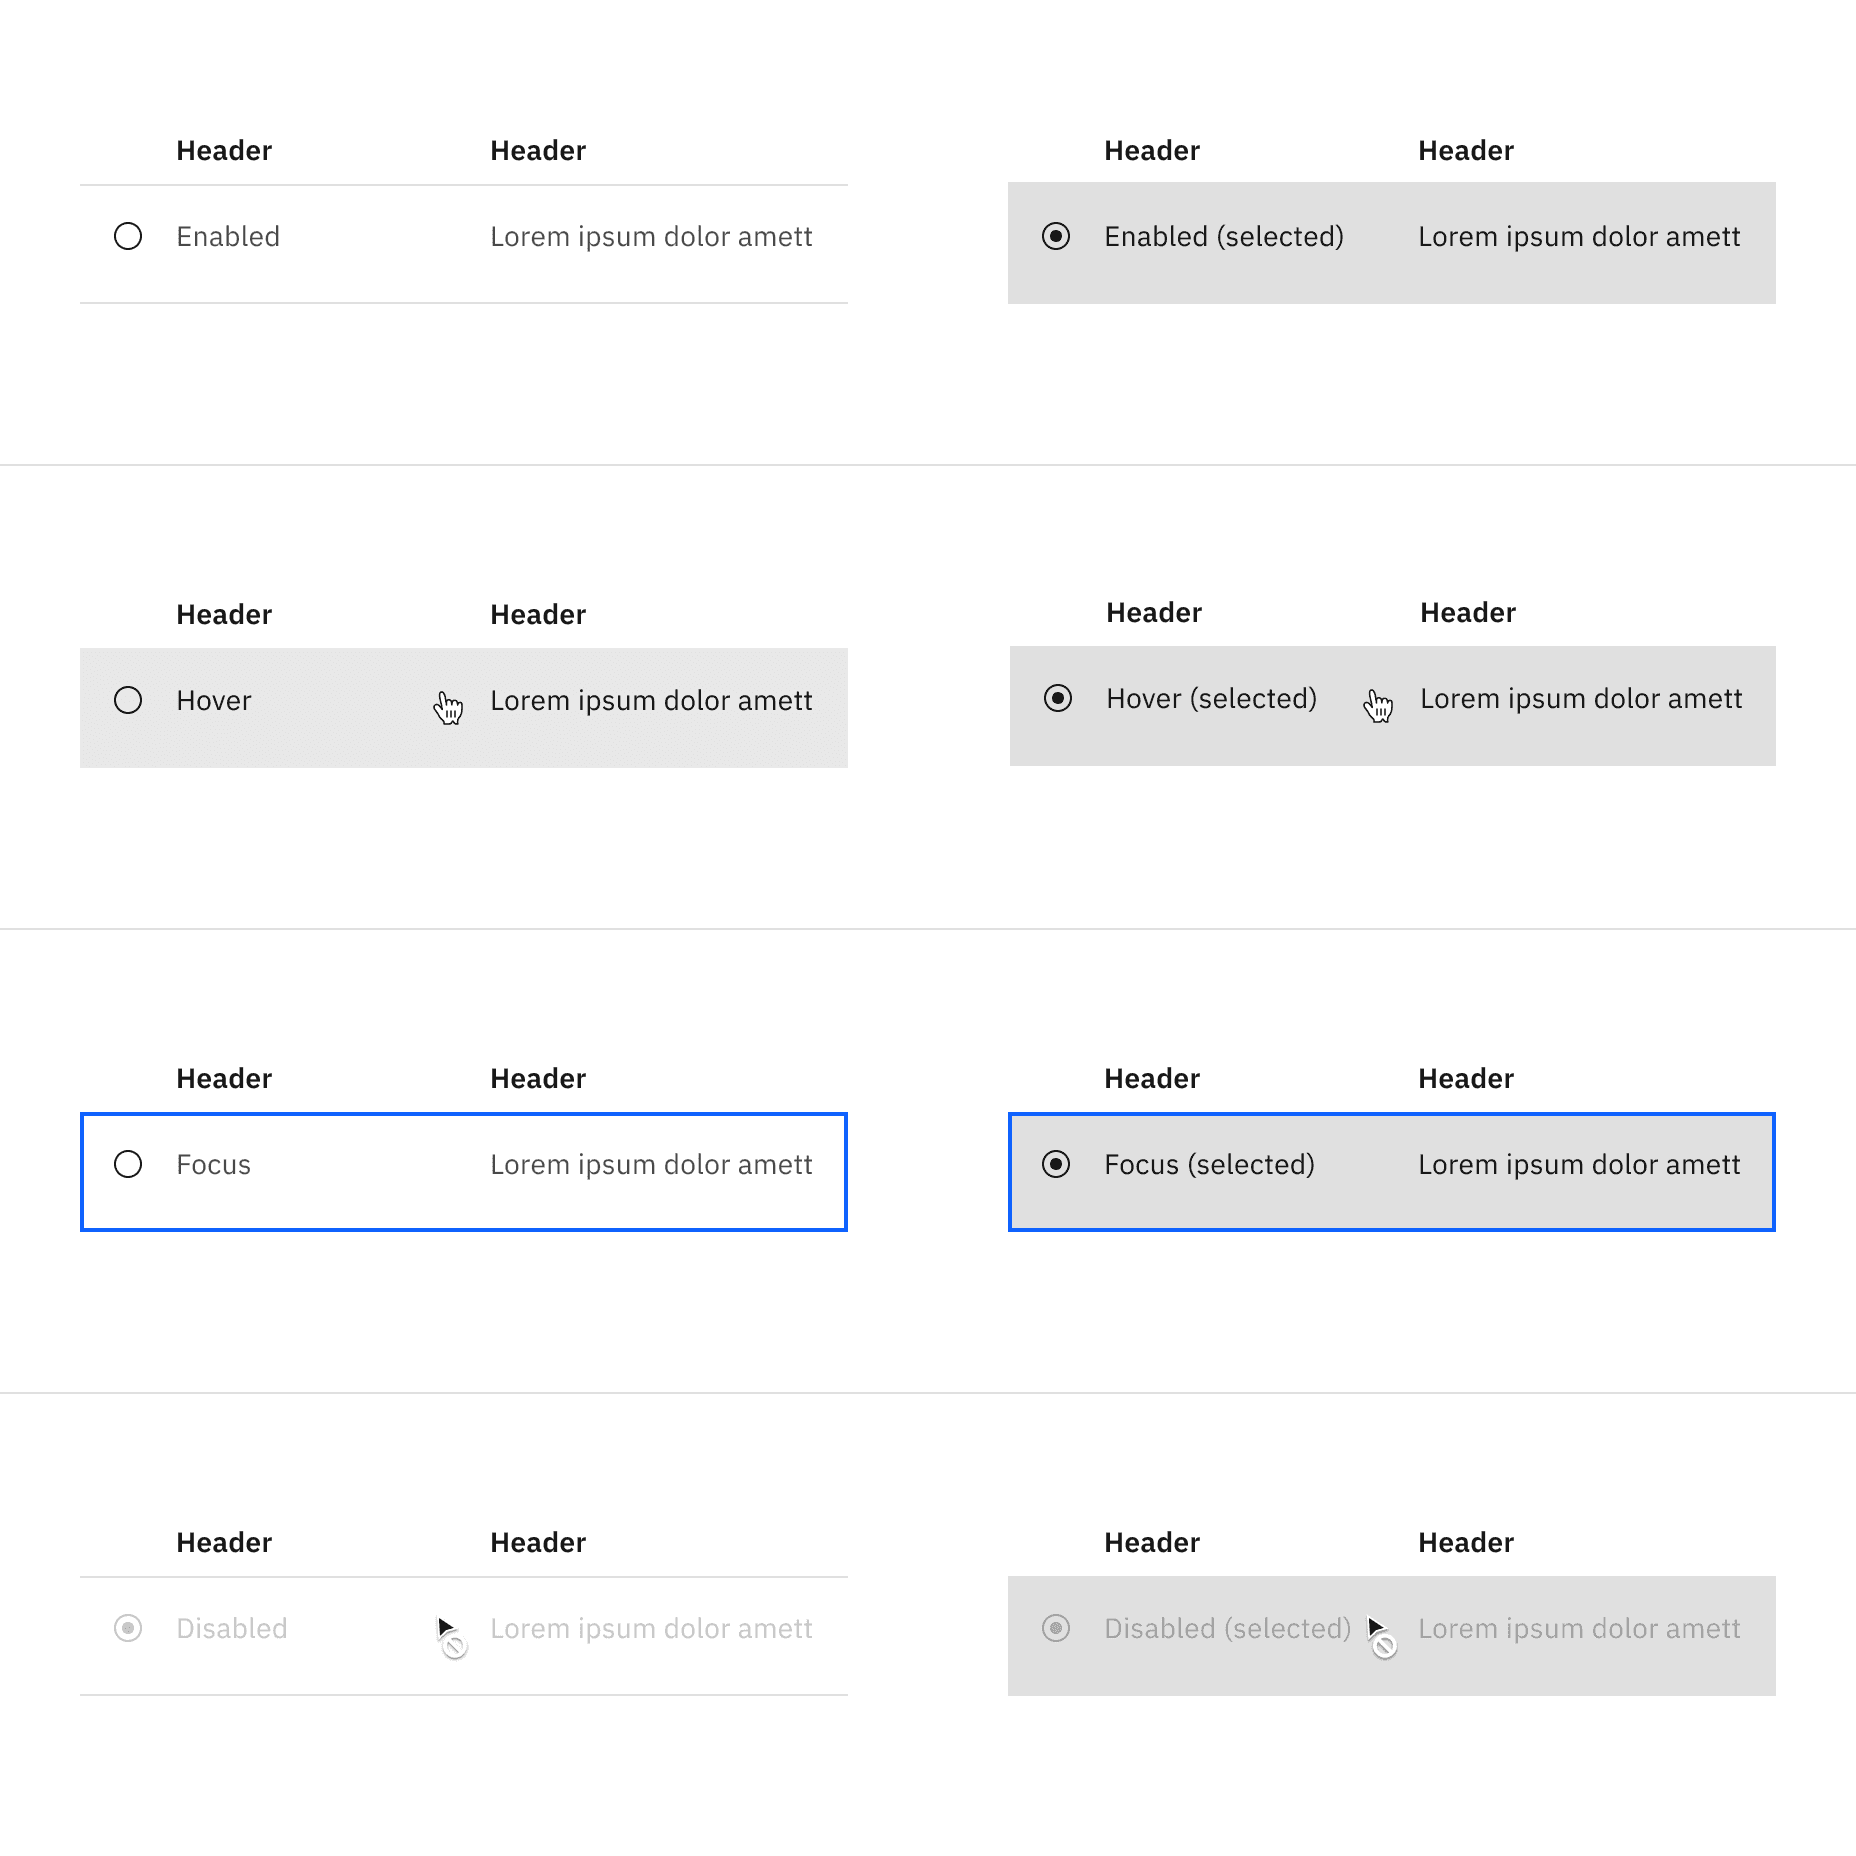 Header Header Header Header
Enabled Lorem ipsum dolor amett Enabled (selected) Lorem ipsum dolor amett
Header Header Header Header
Hover Lorem ipsum dolor amett Hover (selected) Lorem ipsum dolor amett
Header Header Header Header
Focus Lorem ipsum dolor amett Focus (selected) Lorem ipsum dolor amett
Header Header Header Header
Disabled Lorem ipsum dolor amett Disabled (selected) Lorem ipsum dolor amett